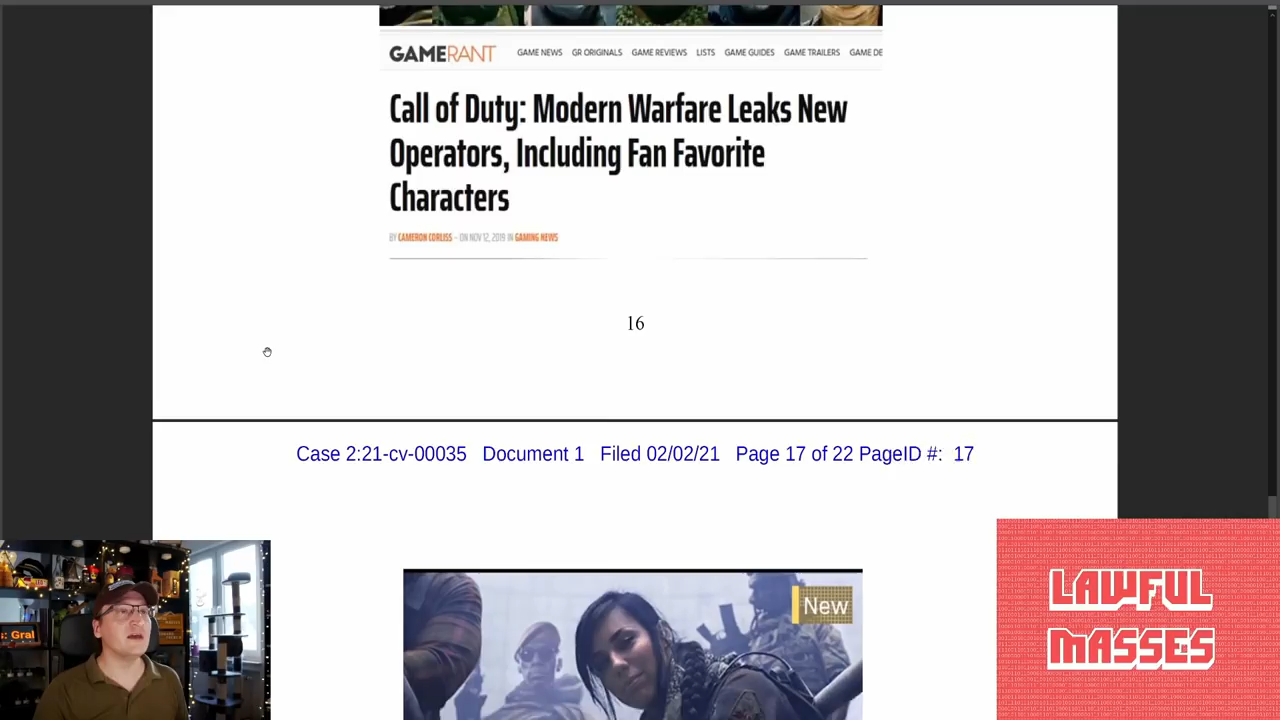 GAMERANT
GAME NEWS GR ORIGINALS GAME REVIEWS LISTS GAME GUIDES GAME TRAILERS GAME DE
Call of Duty: Modern Warfare Leaks New
Operators, Including Fan Favorite
Characters
BY CAMERON CORLISS – ON NOV 12, 2019 IN GAMING NEWS
16
Case 2:21-cv-00035 Document 1 Filed 02/02/21 Page 17 of 22 PageID #: 17
New
s: Gral
LAWFUL
MASSES